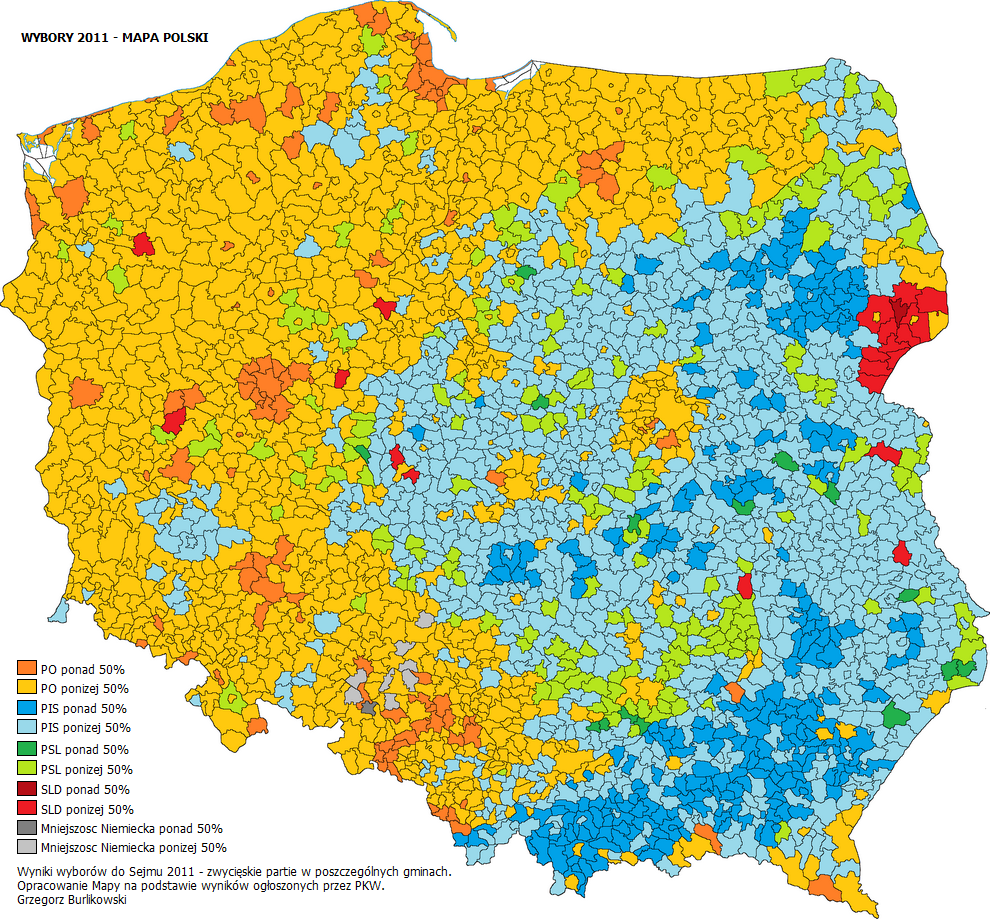 WYBORY 2011 - MAPA POLSKI
PO ponad 50%
PO ponizej 50%
PIS ponad 50%
PIS ponizej 50%
PSL ponad 50%
PSL ponizej 50%
SLD ponad 50%
SLD ponizej 50%
Mniejszosc Niemiecka ponad 50%
Mniejszosc Niemiecka ponizej 50%
Wyniki wyborów do Sejmu 2011 - zwycięskie partie w poszczególnych gminach.
Opracowanie Mapy na podstawie wyników ogłoszonych przez PKW.
Grzegorz Burlikowski